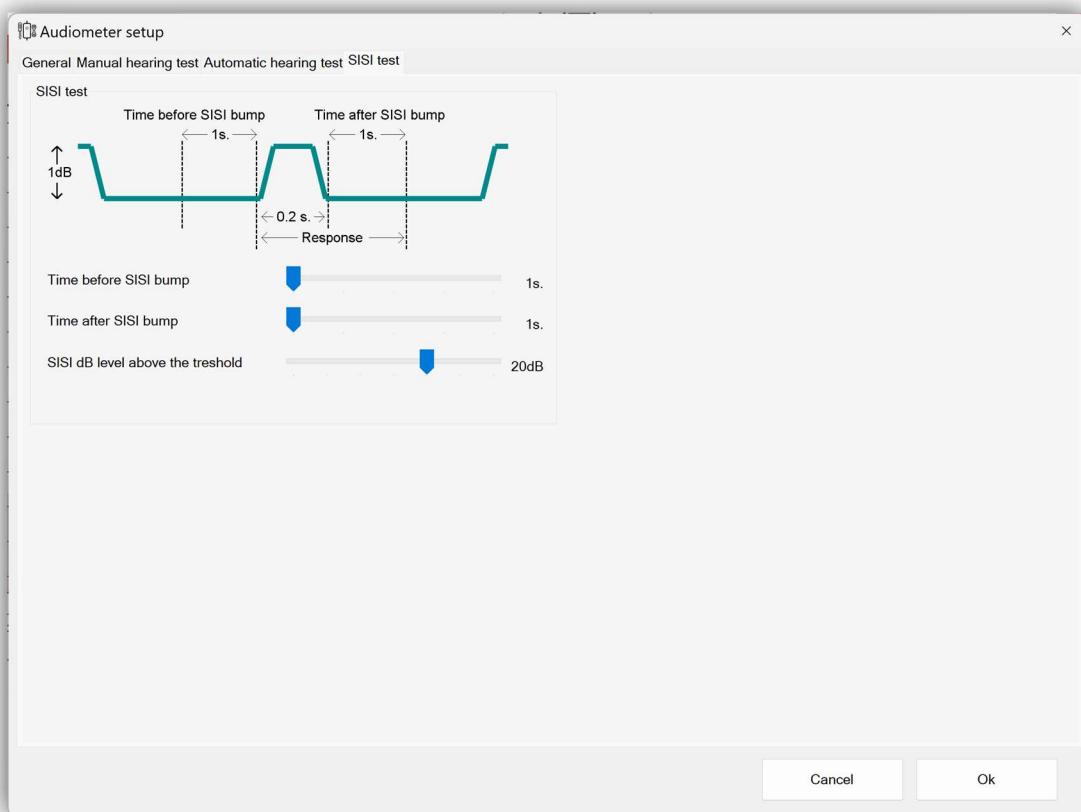 Audiometer setup
General Manual hearing test Automatic hearing test SISI test
SISI test
Time before SISI bump Time after SISI bump
1s. 1s.
1dB
0.2 s.
Response
Time before SISI bump 1s.
Time after SISI bump 1s.
SISI dB level above the treshold 20dB
Cancel Ok